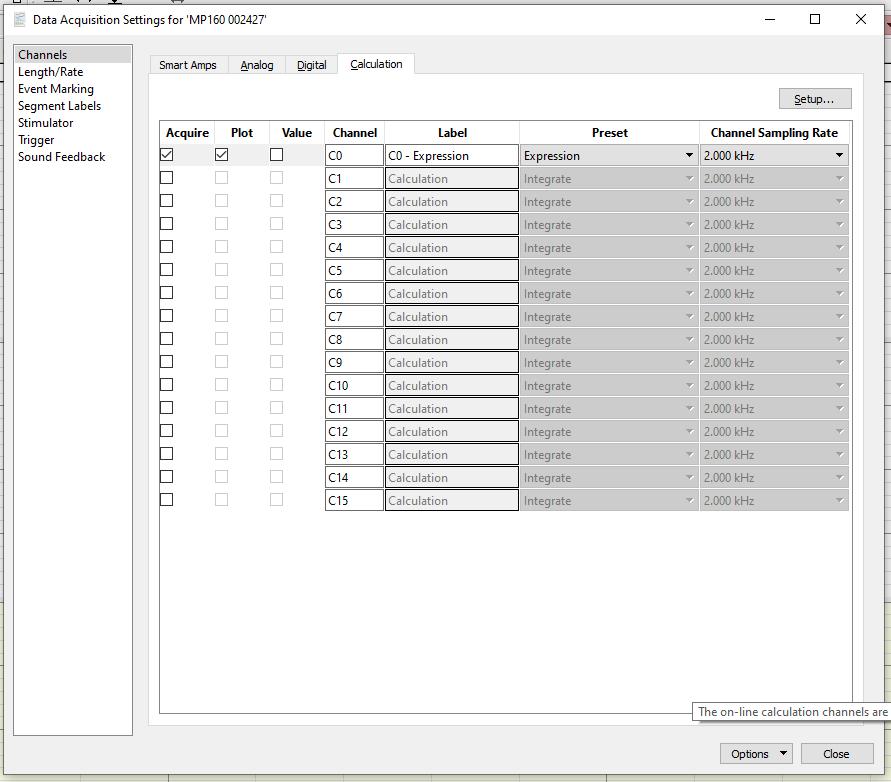 Data Acquisition Settings for 'MP160 002427'
Channels
Length/Rate
Event Marking
Segment Labels
Stimulator
Trigger
Sound Feedback
Smart Amps Analog Digital Calculation
Setup...
Acquire Plot Value Channel Label Preset Channel Sampling Rate
C0 C0 - Expression Expression 2.000 kHz
C1 Calculation Integrate 2.000 kHz
C2 Calculation Integrate 2.000 kHz
C3 Calculation Integrate 2.000 kHz
C4 Calculation Integrate 2.000 kHz
C5 Calculation Integrate 2.000 kHz
C6 Calculation Integrate 2.000 kHz
C7 Calculation Integrate 2.000 kHz
C8 Calculation Integrate 2.000 kHz
C9 Calculation Integrate 2.000 kHz
C10 Calculation Integrate 2.000 kHz
C11 Calculation Integrate 2.000 kHz
C12 Calculation Integrate 2.000 kHz
C13 Calculation Integrate 2.000 kHz
C14 Calculation Integrate 2.000 kHz
C15 Calculation Integrate 2.000 kHz
The on-line calculation channels are
Options Close